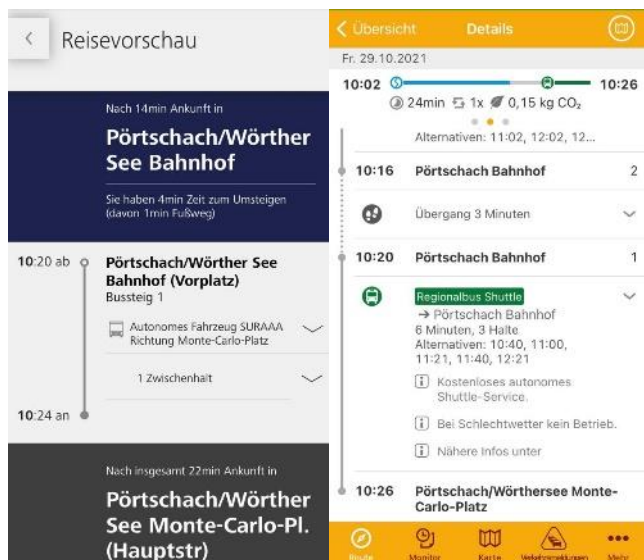 Reisevorschau
Nach 14min Ankunft in
Pörtschach/Wörther
See Bahnhof
Sie haben 4min Zeit zum Umsteigen
(davon 1min Fußweg)
10:20 ab
Pörtschach/Wörther See
Bahnhof (Vorplatz)
Bussteig 1
Autonomes Fahrzeug SURAAA
Richtung Monte-Carlo-Platz
1 Zwischenhalt
10:24 an
Nach insgesamt 22min Ankunft in
Pörtschach/Wörther
See Monte-Carlo-Pl.
(Hauptstr)
Übersicht Details
Fr. 29.10.2021
10:02 10:26
24min 1x 0,15 kg CO₂
Alternativen: 11:02, 12:02, 12...
10:16 Pörtschach Bahnhof 2
Übergang 3 Minuten
10:20 Pörtschach Bahnhof 1
Regionalbus Shuttle
→ Pörtschach Bahnhof
6 Minuten, 3 Halte
Alternativen: 10:40, 11:00,
11:21, 11:40, 12:21
Kostenloses autonomes
Shuttle-Service.
Bei Schlechtwetter kein Betrieb.
Nähere Infos unter
10:26 Pörtschach/Wörthersee Monte-
Carlo-Platz
Route Monitor Karte Verkehrsmeldungen Mehr